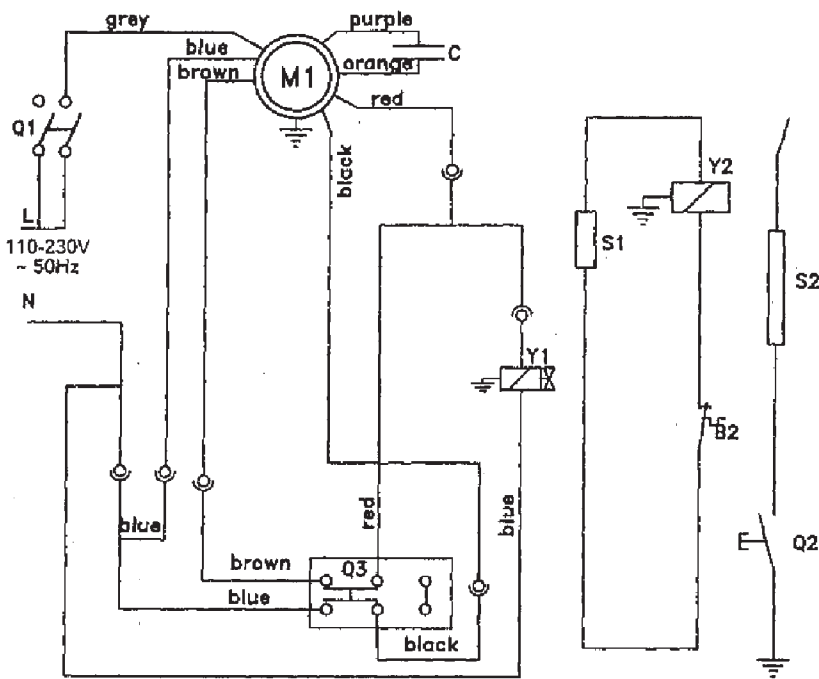 grey
purple
blue
C
brown
M1
orange
red
Q1
black
Y2
L
S1
110-230V
~ 50Hz
S2
N
Y1
B2
red
blue
blue
Q2
brown
Q3
blue
black